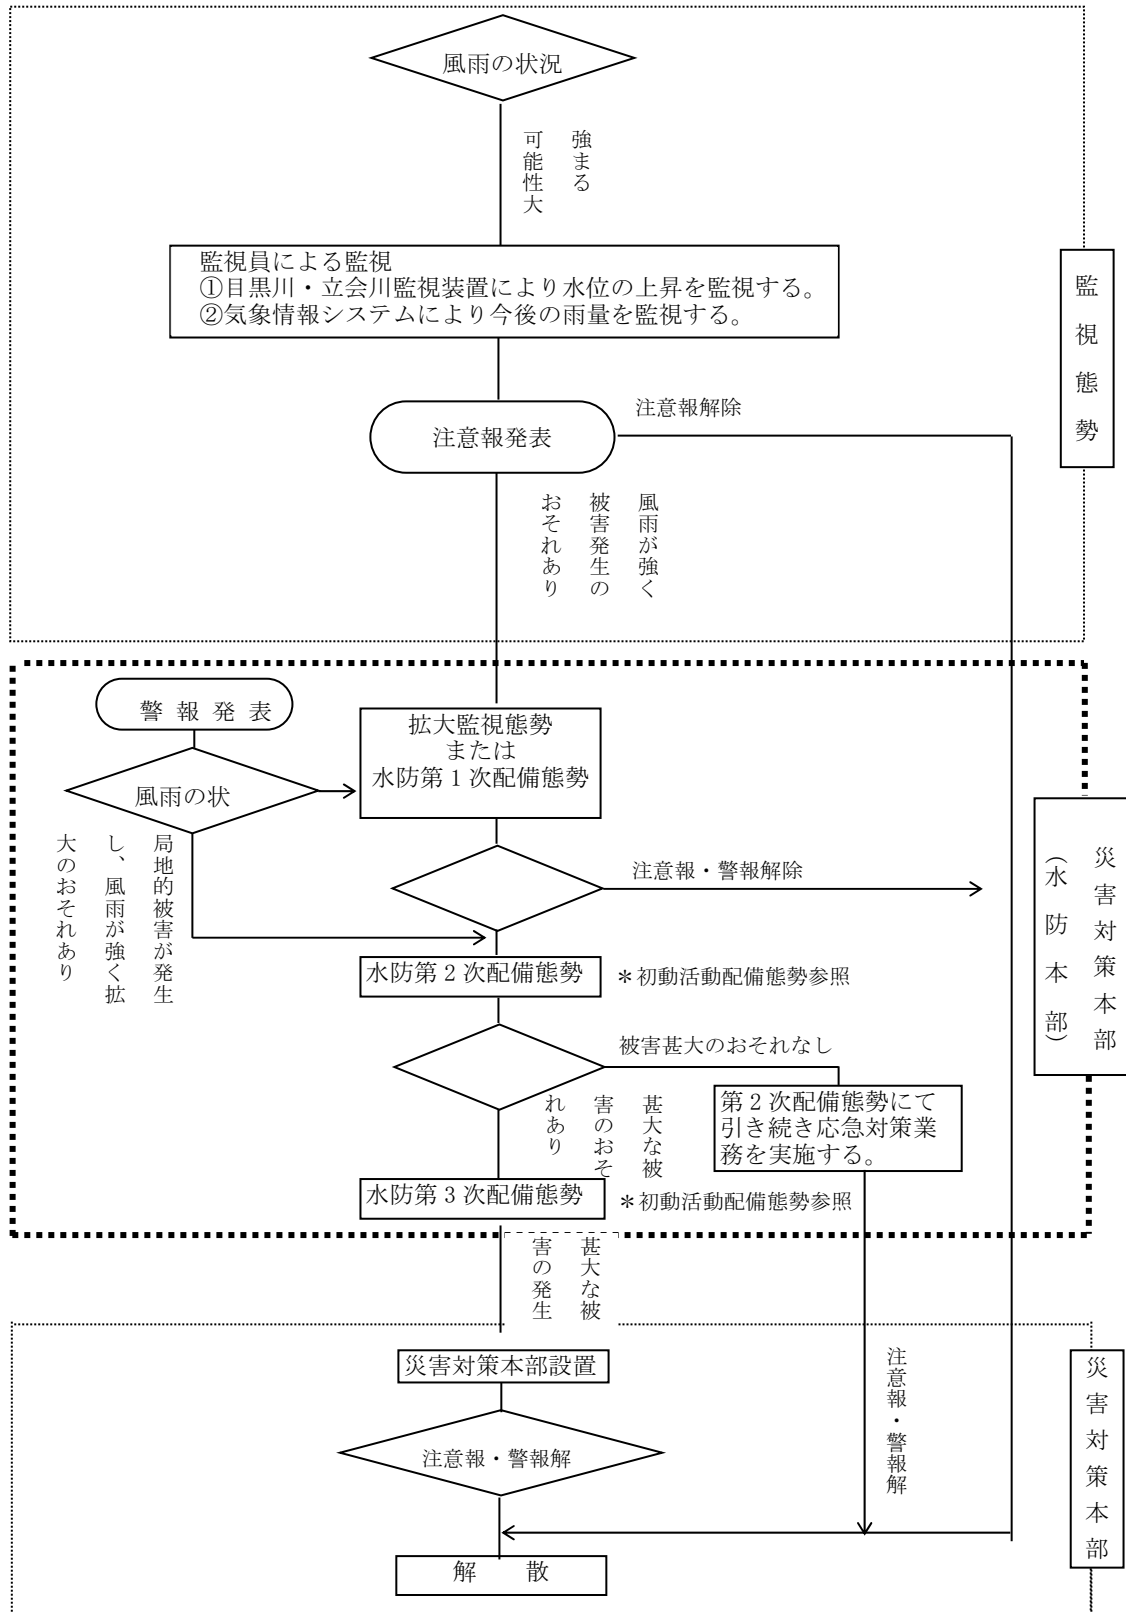 風雨の状況
強まる
可能性大
監視員による監視
①目黒川・立会川監視装置により水位の上昇を監視する。
②気象情報システムにより今後の雨量を監視する。
監視態勢
注意報発表
注意報解除
風雨が強く
被害発生の
おそれあり
警報発表
拡大監視態勢
または
水防第1次配備態勢
風雨の状
局地的被害が発生
し、風雨が強く拡
大のおそれあり
注意報・警報解除
災害対策本部
（水防本部）
水防第2次配備態勢
＊初動活動配備態勢参照
被害甚大のおそれなし
甚大な被
害のおそ
れあり
第2次配備態勢にて
引き続き応急対策業
務を実施する。
水防第3次配備態勢
＊初動活動配備態勢参照
甚大な被
害の発生
災害対策本部設置
注意報・警報解
注意報・警報解
災害対策本部
解　散